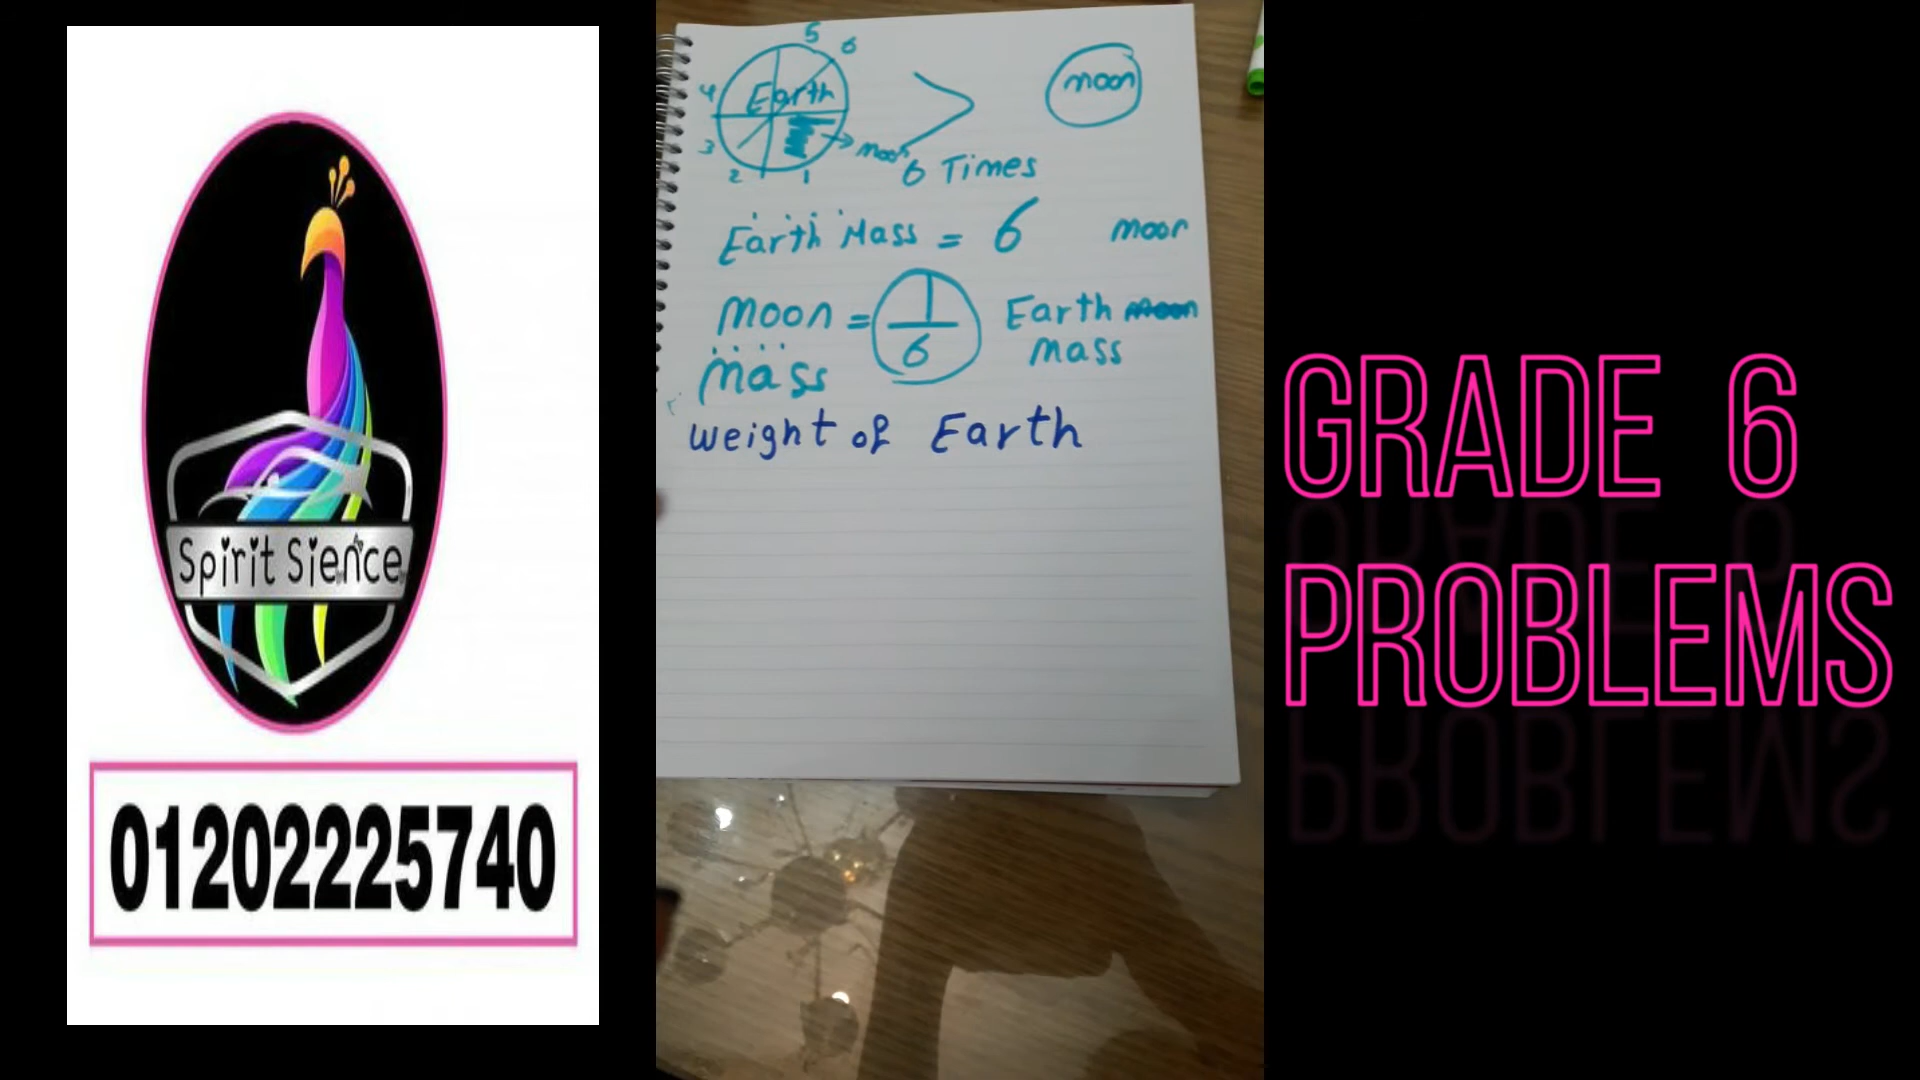 Spirit Sience
01202225740
5
6
4
Earth
3
moon
2
1
moon
6 Times
Earth Mass = 6 moon
moon = 1/6 Earth moon
mass mass
weight of Earth
GRADE 6
PROBLEMS